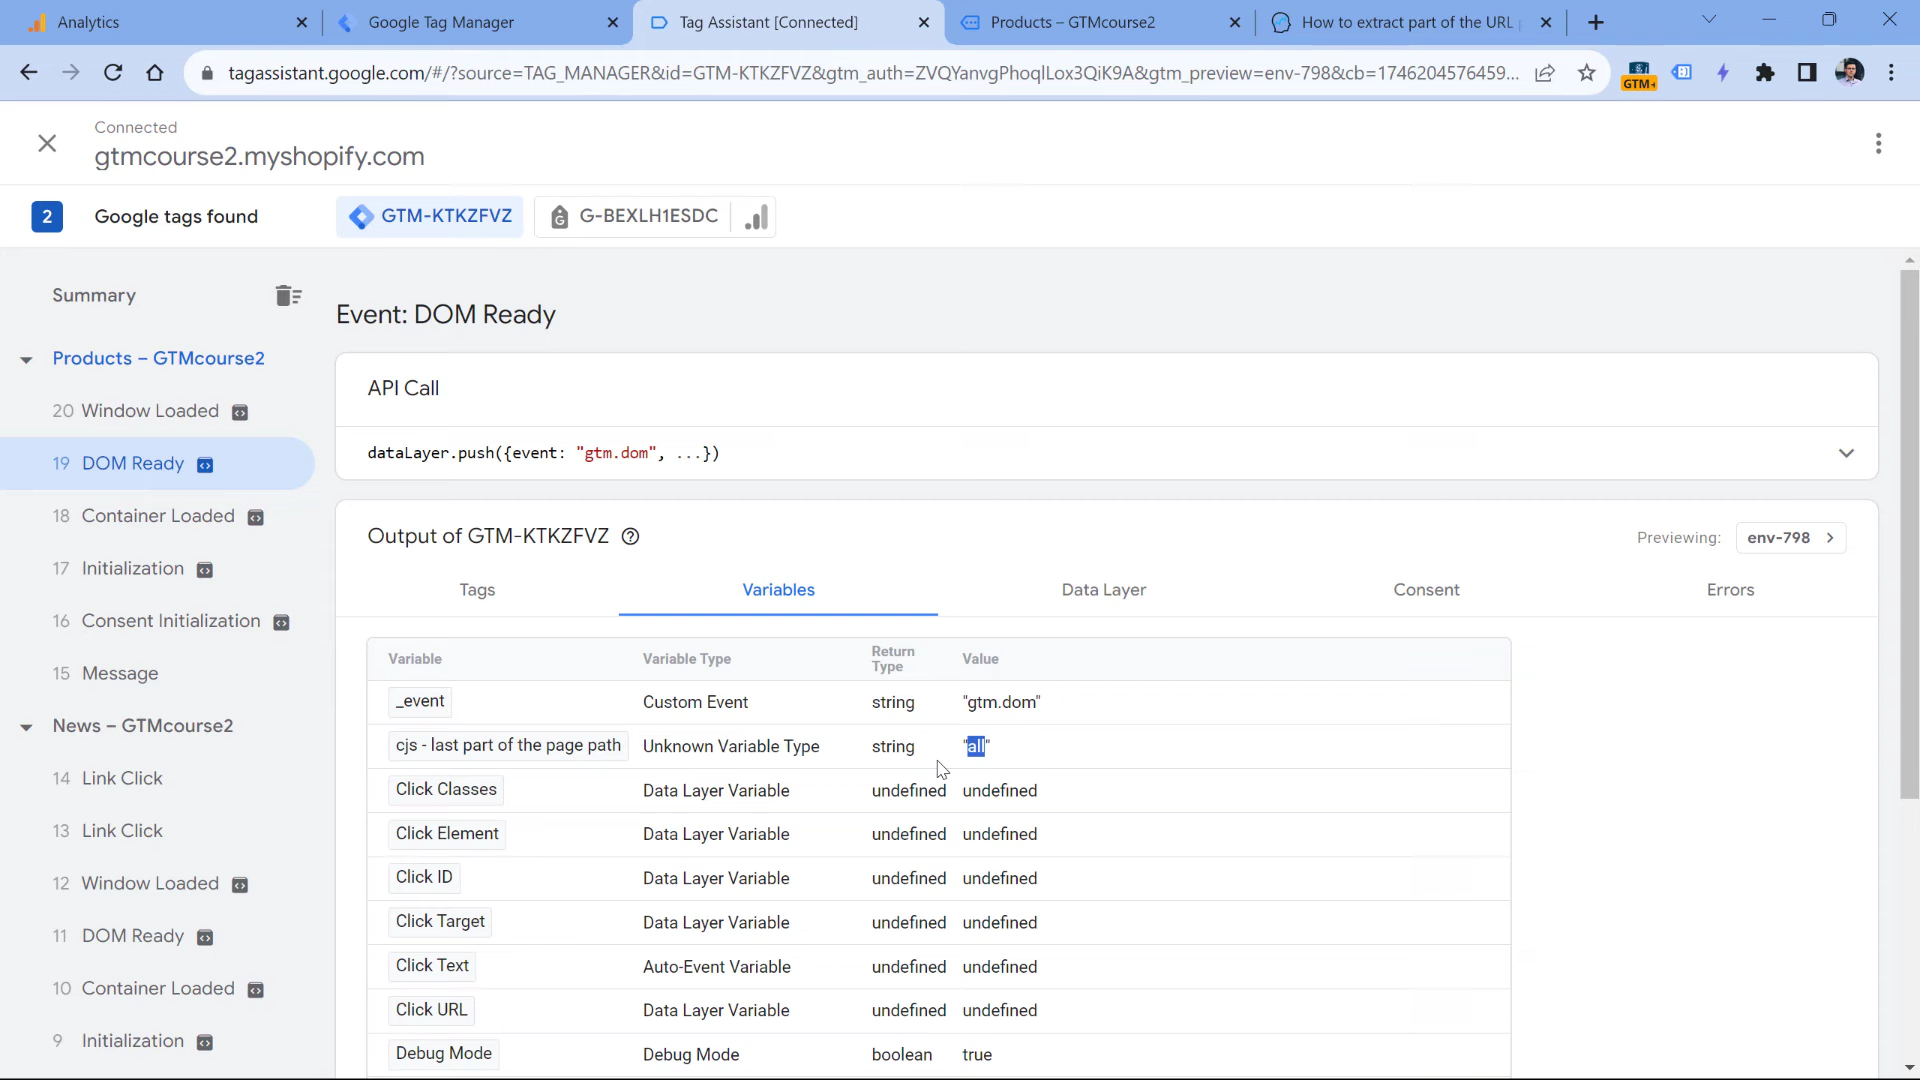 Analytics
Google Tag Manager
Tag Assistant [Connected]
Products – GTMcourse2
How to extract part of the URL
tagassistant.google.com/#/?source=TAG_MANAGER&id=GTM-KTKZFVZ&gtm_auth=ZVQYanvgPhoqlLox3QiK9A&gtm_preview=env-798&cb=1746204576459...
GTM
Connected
gtmcourse2.myshopify.com
2 Google tags found
GTM-KTKZFVZ
G-BEXLH1ESDC
Summary
Products – GTMcourse2
20 Window Loaded
19 DOM Ready
18 Container Loaded
17 Initialization
16 Consent Initialization
15 Message
News – GTMcourse2
14 Link Click
13 Link Click
12 Window Loaded
11 DOM Ready
10 Container Loaded
9 Initialization
Event: DOM Ready
API Call
dataLayer.push({event: "gtm.dom", ...})
Output of GTM-KTKZFVZ
Previewing: env-798
Tags Variables Data Layer Consent Errors
Variable Variable Type Return Type Value
_event Custom Event string "gtm.dom"
cjs - last part of the page path Unknown Variable Type string "all"
Click Classes Data Layer Variable undefined undefined
Click Element Data Layer Variable undefined undefined
Click ID Data Layer Variable undefined undefined
Click Target Data Layer Variable undefined undefined
Click Text Auto-Event Variable undefined undefined
Click URL Data Layer Variable undefined undefined
Debug Mode Debug Mode boolean true